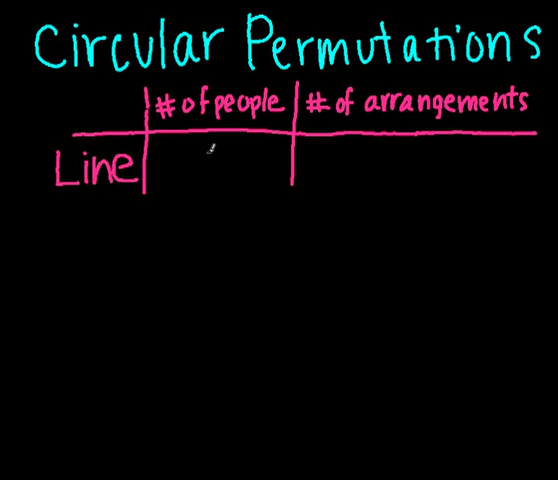 Circular Permutations
# of people # of arrangements
Line